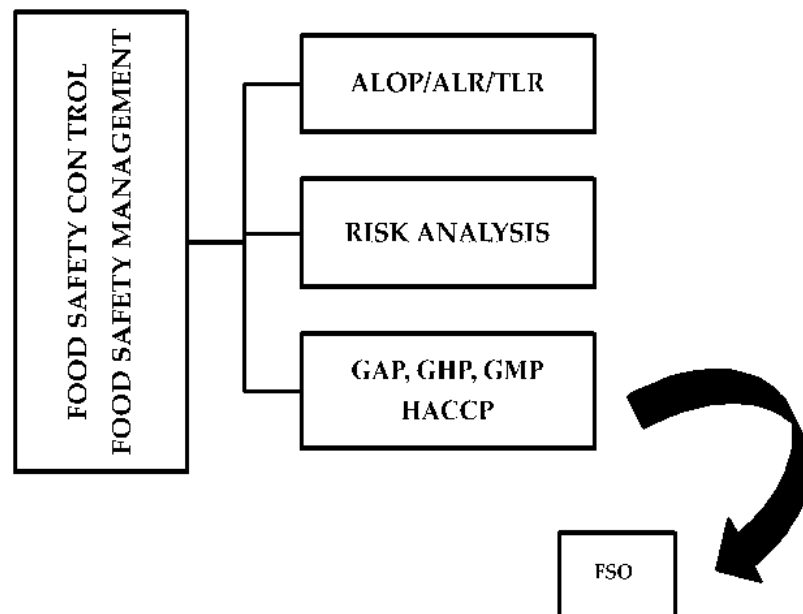 FOOD SAFETY CON TROL
FOOD SAFETY MANAGEMENT
ALOP/ALR/TLR
RISK ANALYSIS
GAP, GHP, GMP
HACCP
FSO